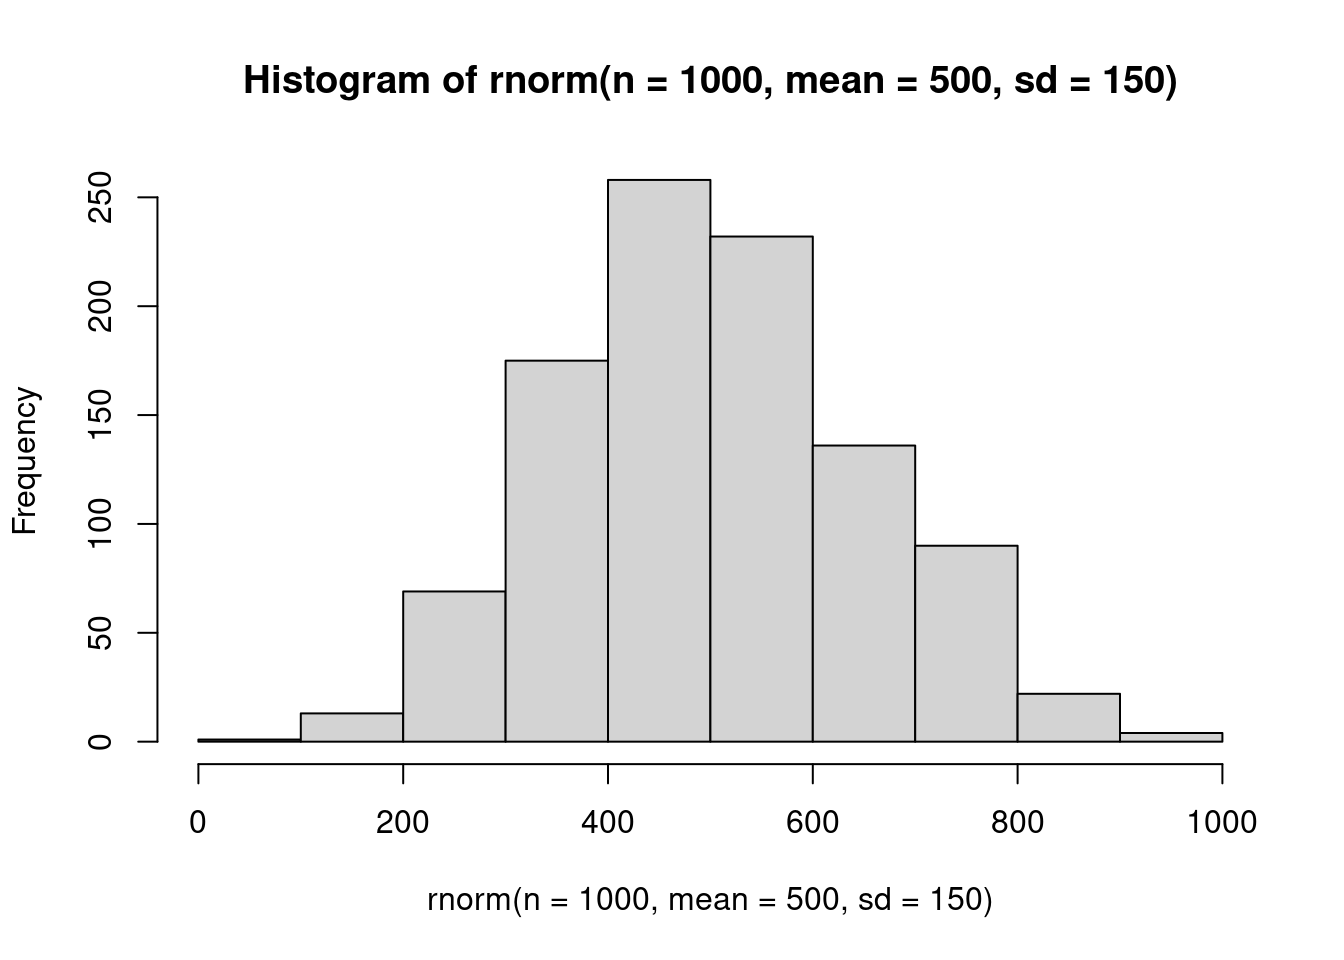 Histogram of rnorm(n = 1000, mean = 500, sd = 150)
Frequency
250
200
150
100
50
0
0 200 400 600 800 1000
rnorm(n = 1000, mean = 500, sd = 150)